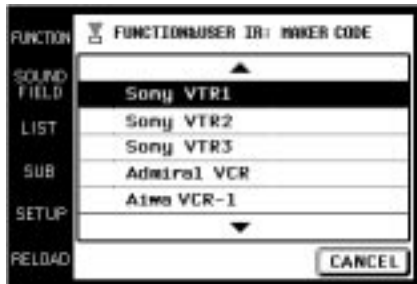 FUNCTION
SOUND
FIELD
LIST
SUB
SETUP
RELOAD
FUNCTION&USER IR: MAKER CODE
Sony VTR1
Sony VTR2
Sony VTR3
Admiral VCR
Aiwa VCR-1
CANCEL